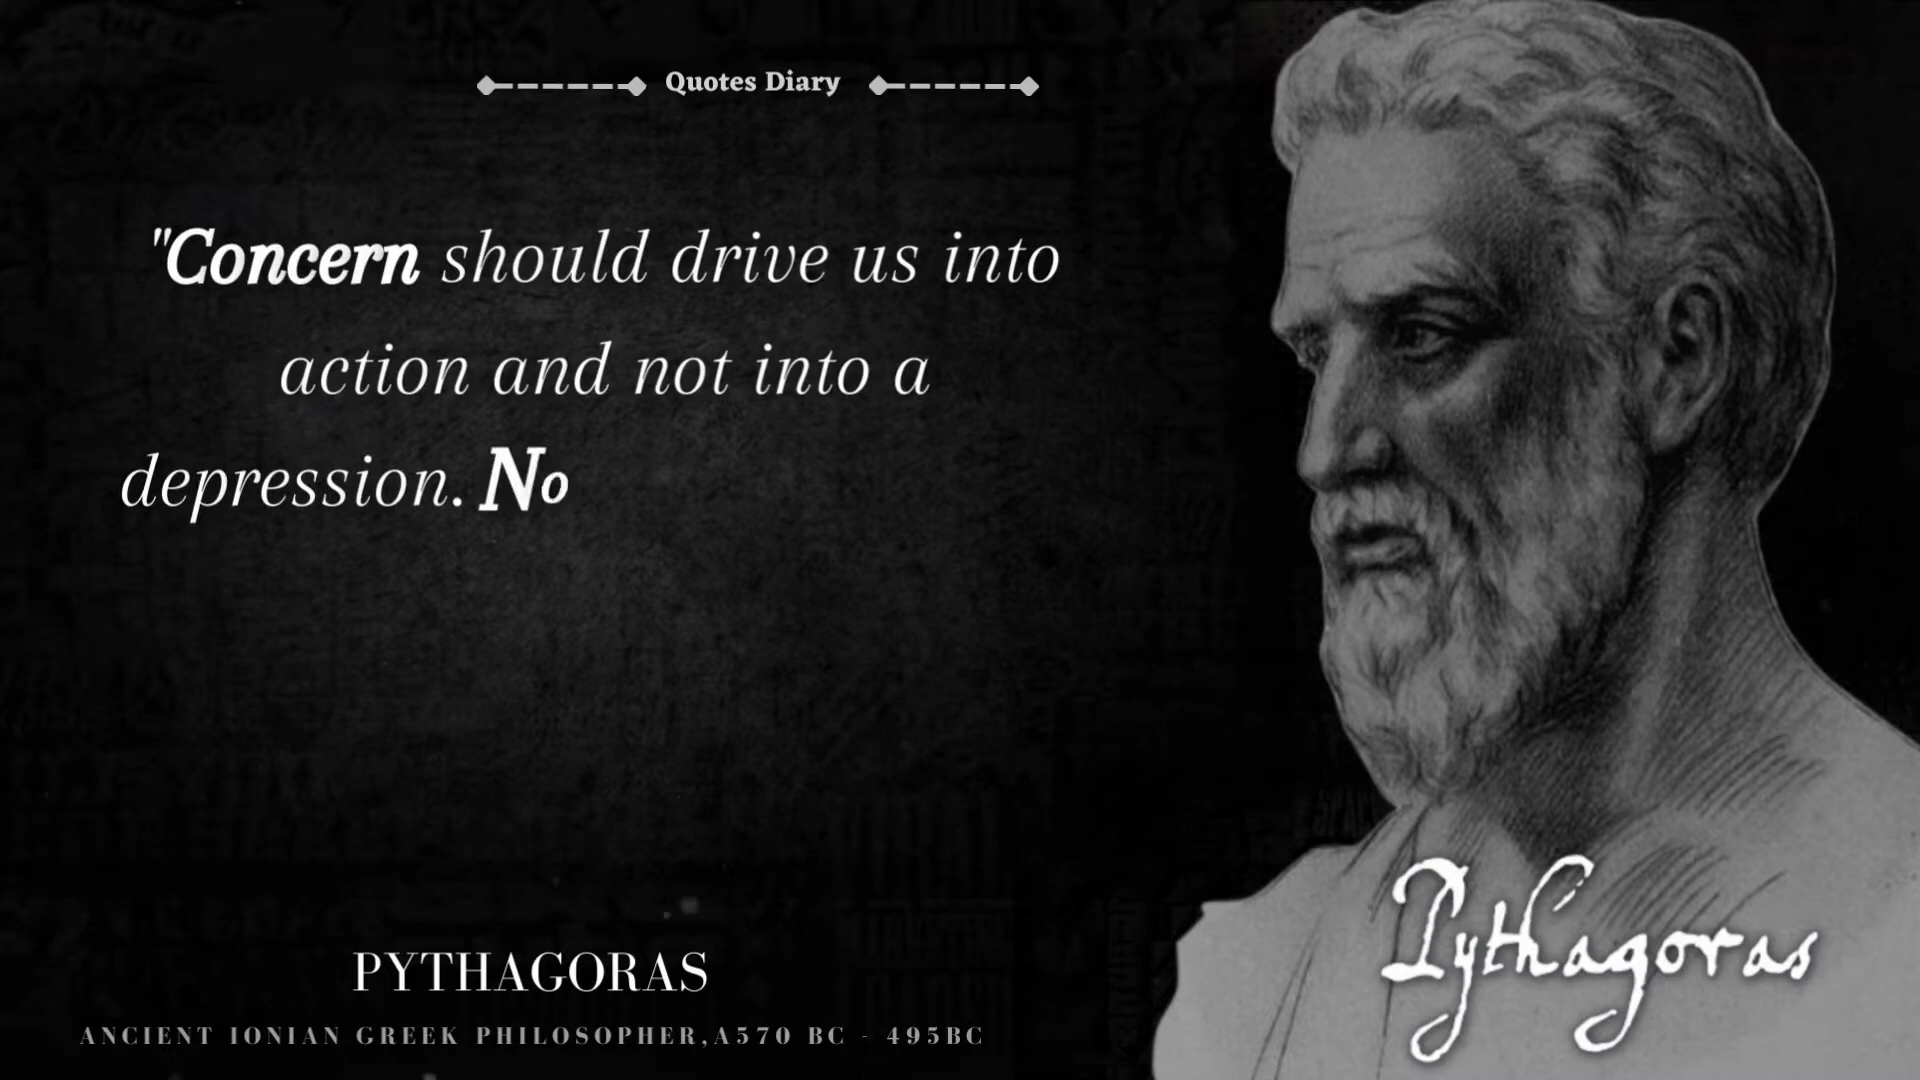 Quotes Diary
"Concern should drive us into
action and not into a
depression. No
PYTHAGORAS
ANCIENT IONIAN GREEK PHILOSOPHER,A570 BC - 495BC
Pythagoras